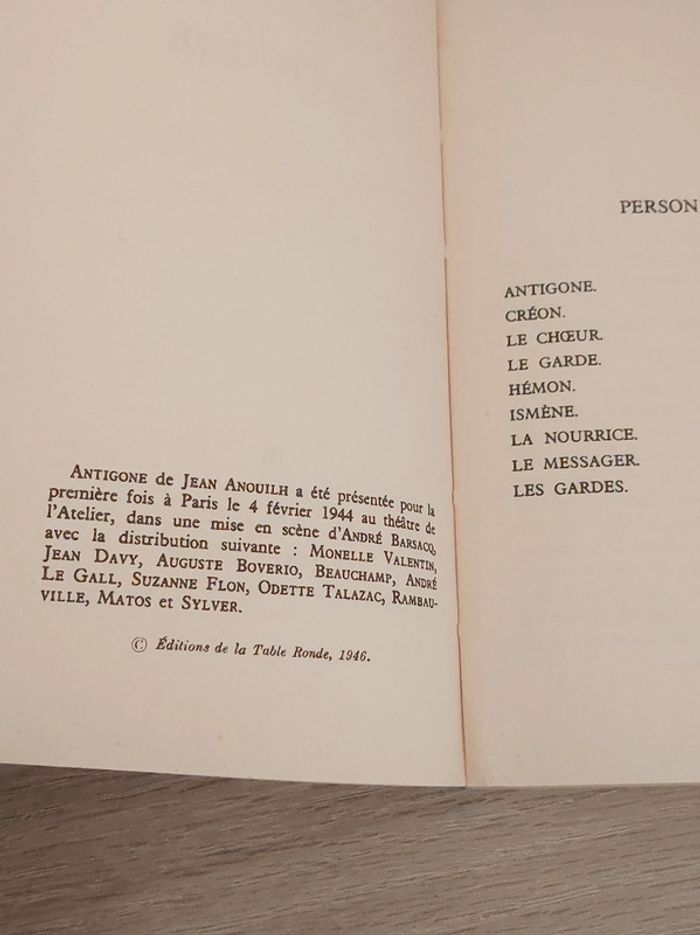 ANTIGONE de JEAN ANOUILH a été présentée pour la
première fois à Paris le 4 février 1944 au théâtre de
l'Atelier, dans une mise en scène d'ANDRÉ BARSACQ,
avec la distribution suivante : MONELLE VALENTIN,
JEAN DAVY, AUGUSTE BOVERIO, BEAUCHAMP, ANDRÉ
LE GALL, SUZANNE FLON, ODETTE TALAZAC, RAMBAU-
VILLE, MATOS et SYLVER.
© Éditions de la Table Ronde, 1946.
PERSON
ANTIGONE.
CRÉON.
LE CHŒUR.
LE GARDE.
HÉMON.
ISMÈNE.
LA NOURRICE.
LE MESSAGER.
LES GARDES.